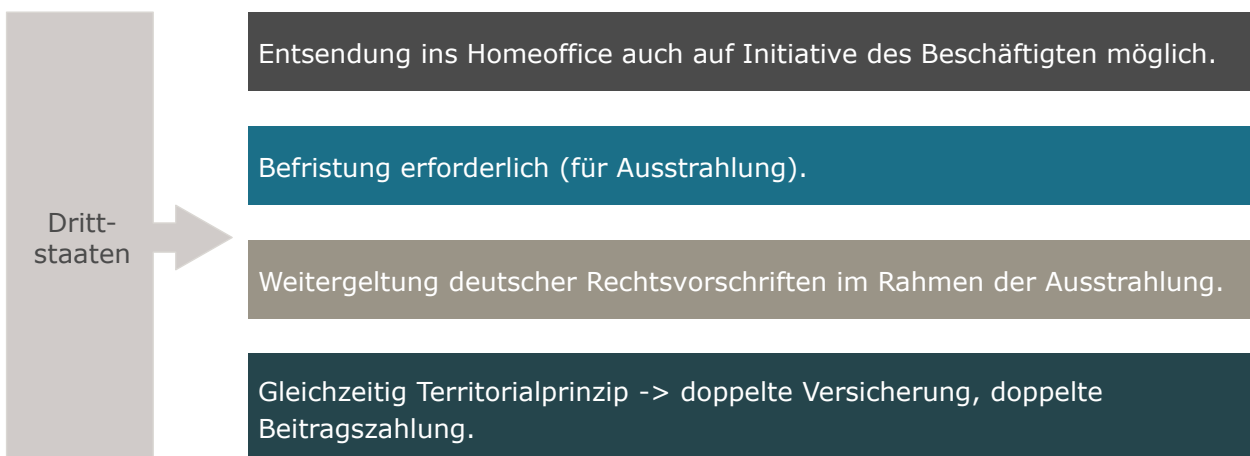 Dritt-
staaten
Entsendung ins Homeoffice auch auf Initiative des Beschäftigten möglich.
Befristung erforderlich (für Ausstrahlung).
Weitergeltung deutscher Rechtsvorschriften im Rahmen der Ausstrahlung.
Gleichzeitig Territorialprinzip -> doppelte Versicherung, doppelte
Beitragszahlung.